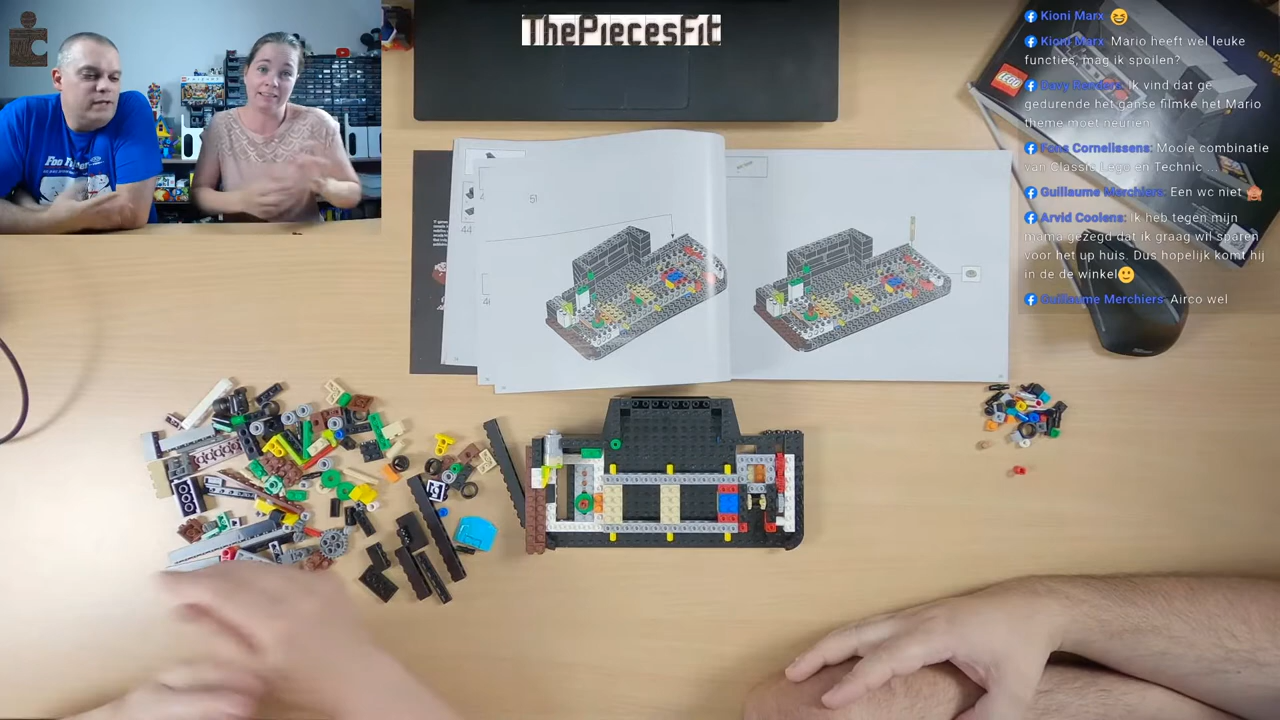 ThePiecesFit
Kioni Marx 😆
Kioni Marx: Mario heeft wel leuke
functies, mag ik spoilen?
Davy Reniers: Ik vind dat ge
gedurende het ganse filmke het Mario
theme moet neuriën
Fons Cornelissens: Mooie combinatie
van Classis Lego en Technic ...
Guillaume Merchiers: Een wc niet 🙈
Arvid Coolens: Ik heb tegen mijn
mama gezegd dat ik graag wil sparen
voor het up huis. Dus hopelijk komt hij
in de de winkel🙂
Guillaume Merchiers: Airco wel
LEGO
51
44